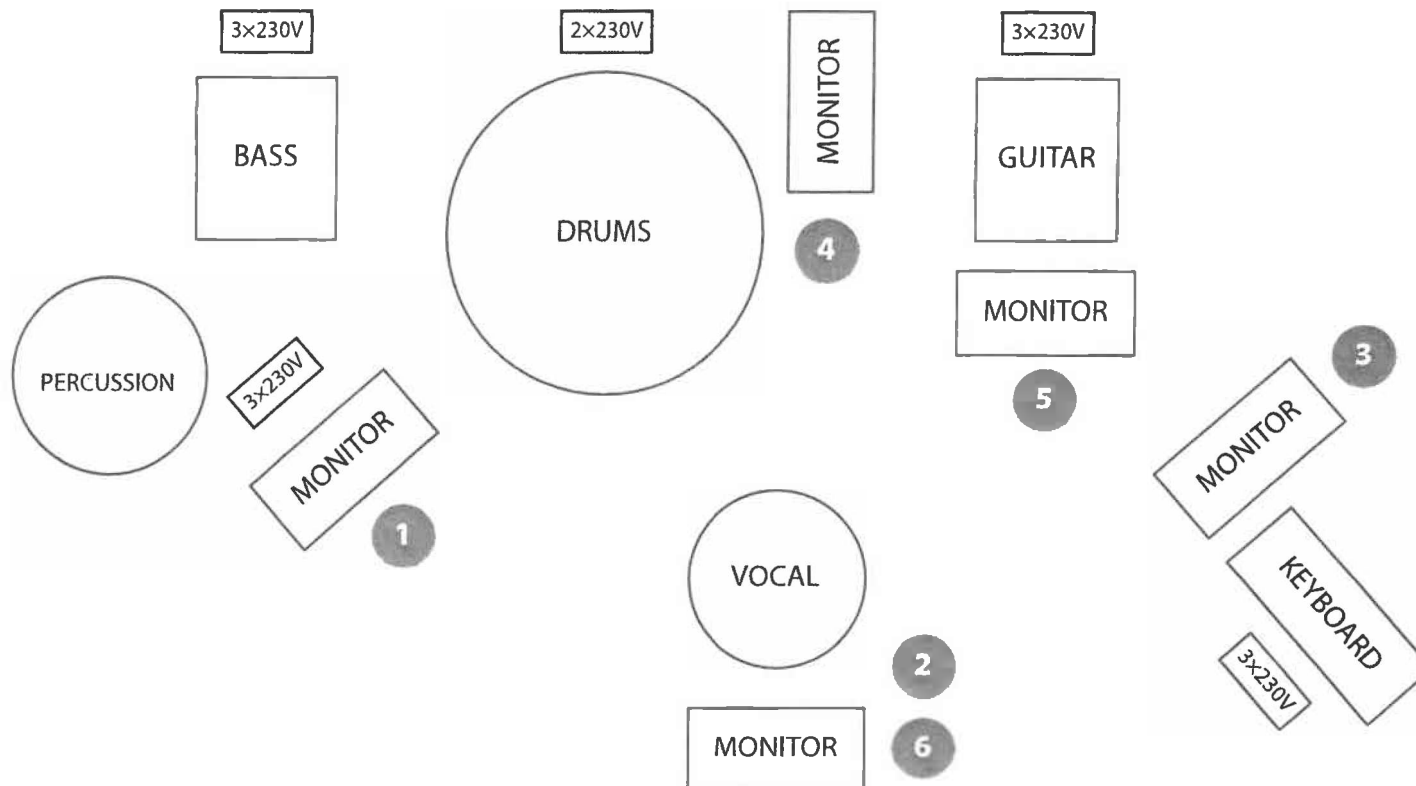 3×230V
2×230V
3×230V
MONITOR
BASS
DRUMS
GUITAR
4
MONITOR
3
PERCUSSION
3×230V
5
MONITOR
MONITOR
1
VOCAL
KEYBOARD
2
3×230V
MONITOR
6